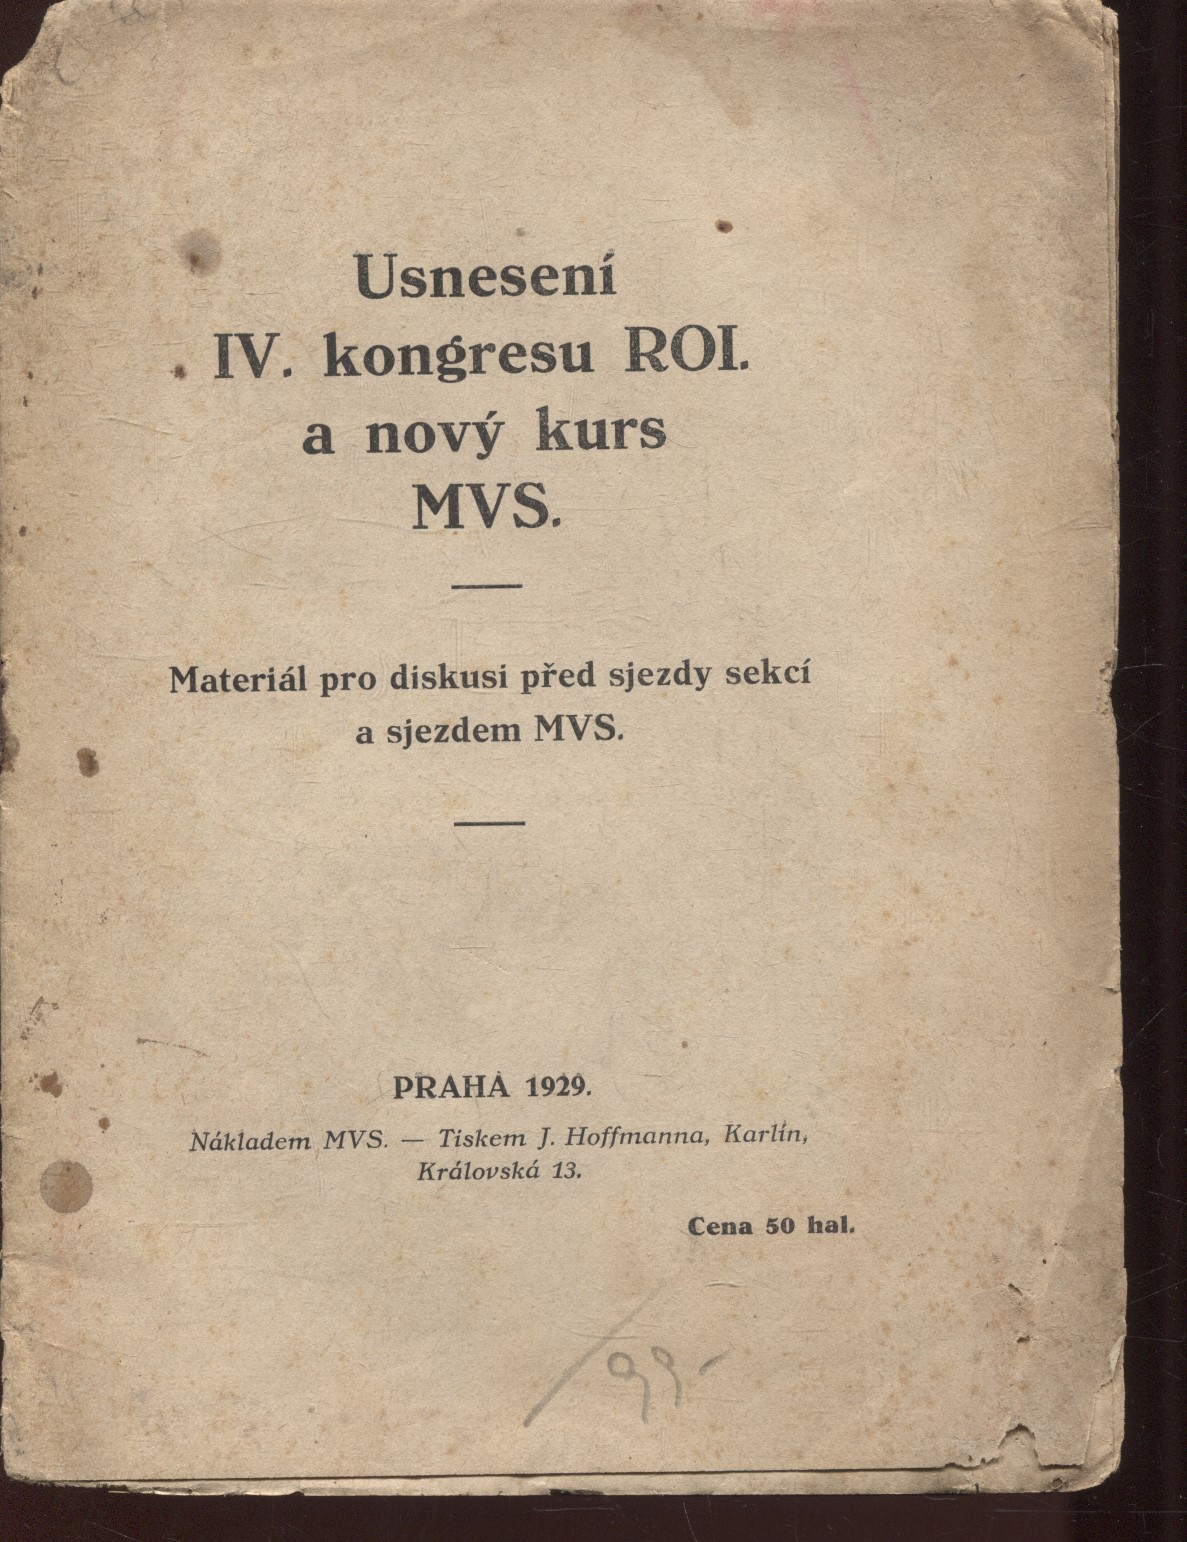 Usnesení
IV. kongresu ROI.
a nový kurs
MVS.
Materiál pro diskusi před sjezdy sekcí
a sjezdem MVS.
PRAHA 1929.
Nákladem MVS. — Tiskem J. Hoffmanna, Karlín,
Královská 13.
Cena 50 hal.
99-